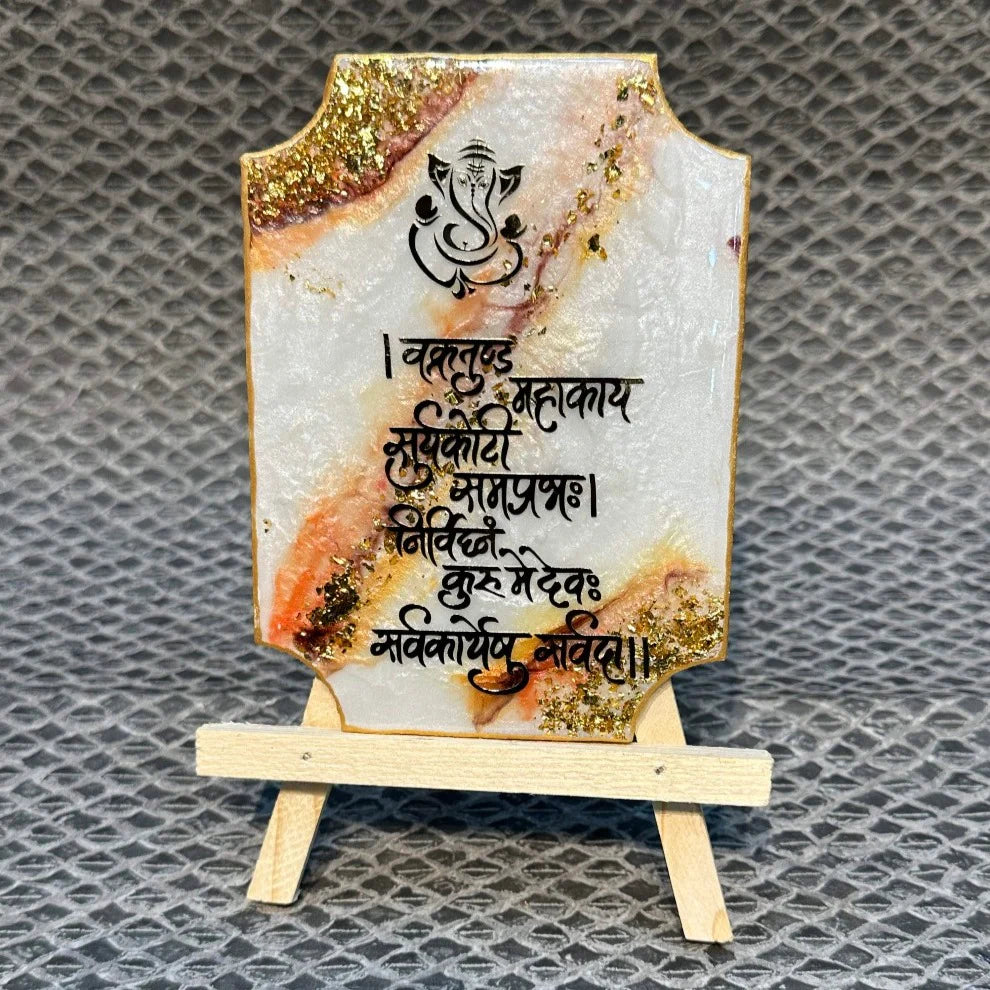 । वक्रतुण्ड
महाकाय
सुर्यकोटी
समप्रभः।
निर्विघ्नं
कुरु मे देवः
सर्वकार्येषु सर्वदा।।